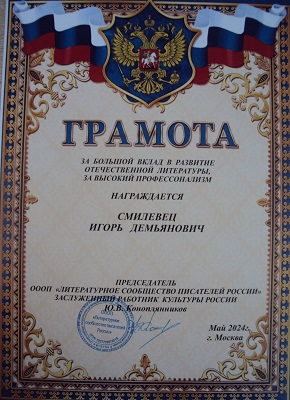 ГРАМОТА
ЗА БОЛЬШОЙ ВКЛАД В РАЗВИТИЕ
ОТЕЧЕСТВЕННОЙ ЛИТЕРАТУРЫ,
ЗА ВЫСОКИЙ ПРОФЕССИОНАЛИЗМ
НАГРАЖДАЕТСЯ
СМИЛЕВЕЦ
ИГОРЬ ДЕМЬЯНОВИЧ
ПРЕДСЕДАТЕЛЬ
ОООП «ЛИТЕРАТУРНОЕ СООБЩЕСТВО ПИСАТЕЛЕЙ РОССИИ»
ЗАСЛУЖЕННЫЙ РАБОТНИК КУЛЬТУРЫ РОССИИ
Ю.В. Коноплянников
Май 2024г.
г. Москва